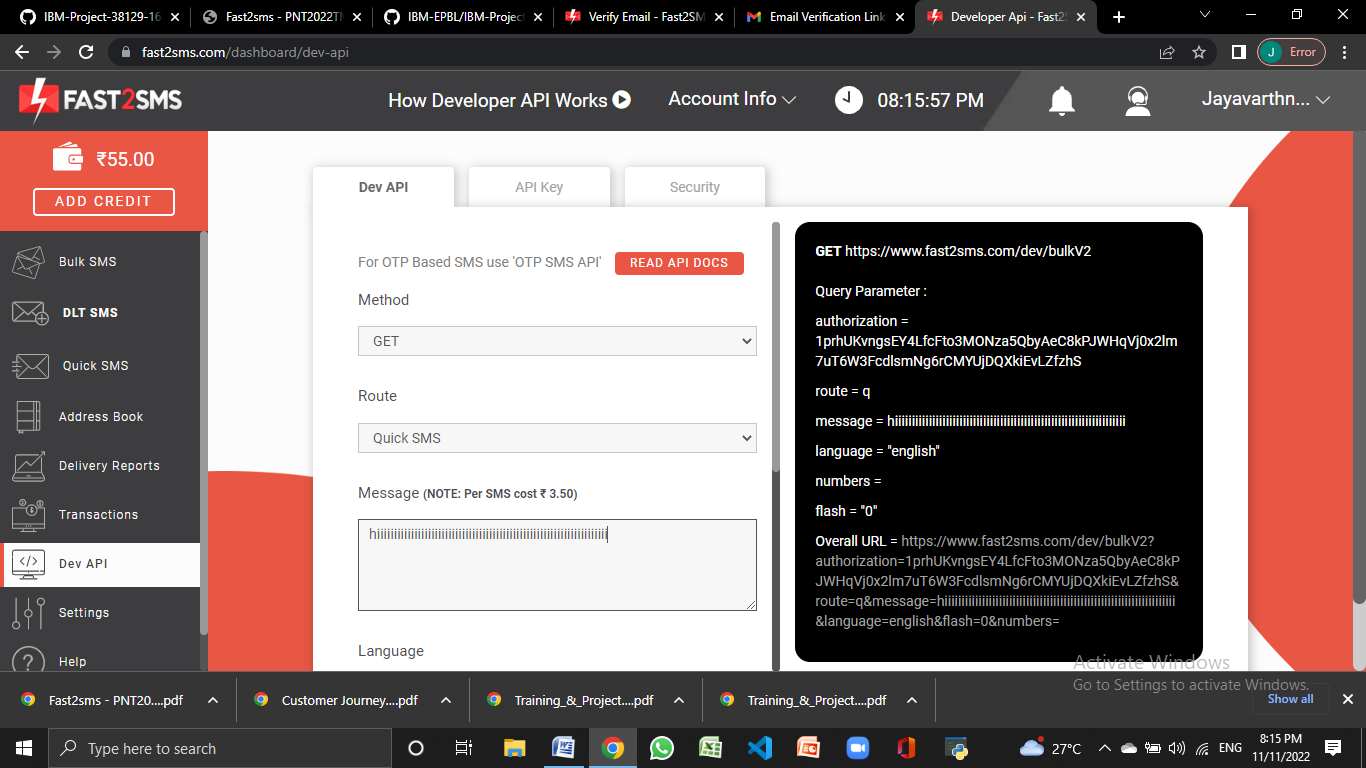 IBM-Project-38129-16
Fast2sms - PNT2022TM
IBM-EPBL/IBM-Project
Verify Email - Fast2SM
Email Verification Link
Developer Api - Fast2S
fast2sms.com/dashboard/dev-api
J Error
FAST2SMS
How Developer API Works
Account Info
08:15:57 PM
Jayavarthn...
₹55.00
ADD CREDIT
Bulk SMS
DLT SMS
Quick SMS
Address Book
Delivery Reports
Transactions
Dev API
Settings
Help
Dev API
API Key
Security
For OTP Based SMS use 'OTP SMS API'
READ API DOCS
Method
GET
Route
Quick SMS
Message (NOTE: Per SMS cost ₹ 3.50)
Language
GET https://www.fast2sms.com/dev/bulkV2
Query Parameter :
authorization =
1prhUKvngsEY4LfcFto3MONza5QbyAeC8kPJWHqVj0x2lm
7uT6W3FcdlsmNg6rCMYUjDQXkiEvLZfzhS
route = q
message =
language = "english"
numbers =
flash = "0"
Overall URL = https://www.fast2sms.com/dev/bulkV2?
authorization=1prhUKvngsEY4LfcFto3MONza5QbyAeC8kP
JWHqVj0x2lm7uT6W3FcdlsmNg6rCMYUjDQXkiEvLZfzhS&
route=q&message=
&language=english&flash=0&numbers=
Activate Windows
Go to Settings to activate Windows.
Fast2sms - PNT20....pdf
Customer Journey....pdf
Training_&_Project....pdf
Training_&_Project....pdf
Show all
Type here to search
27°C
ENG
8:15 PM
11/11/2022